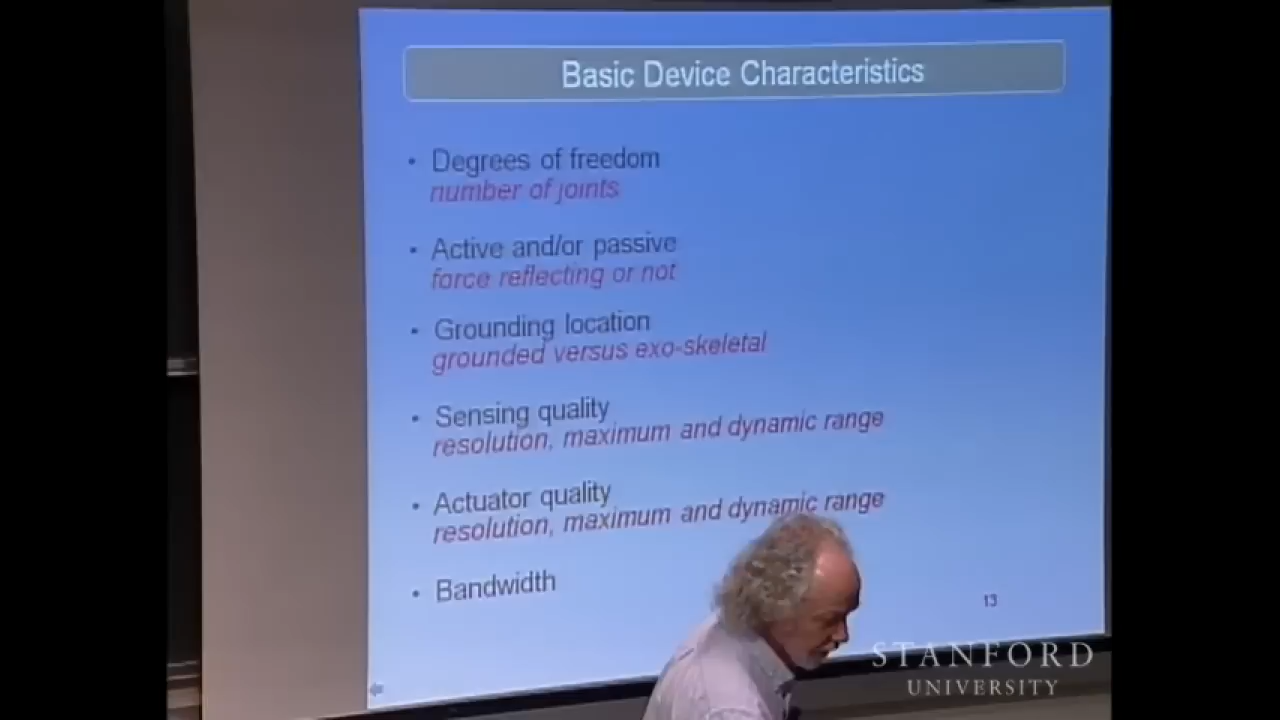 Basic Device Characteristics
• Degrees of freedom
number of joints
• Active and/or passive
force reflecting or not
• Grounding location
grounded versus exo-skeletal
• Sensing quality
resolution, maximum and dynamic range
• Actuator quality
resolution, maximum and dynamic range
• Bandwidth
13
STANFORD
UNIVERSITY